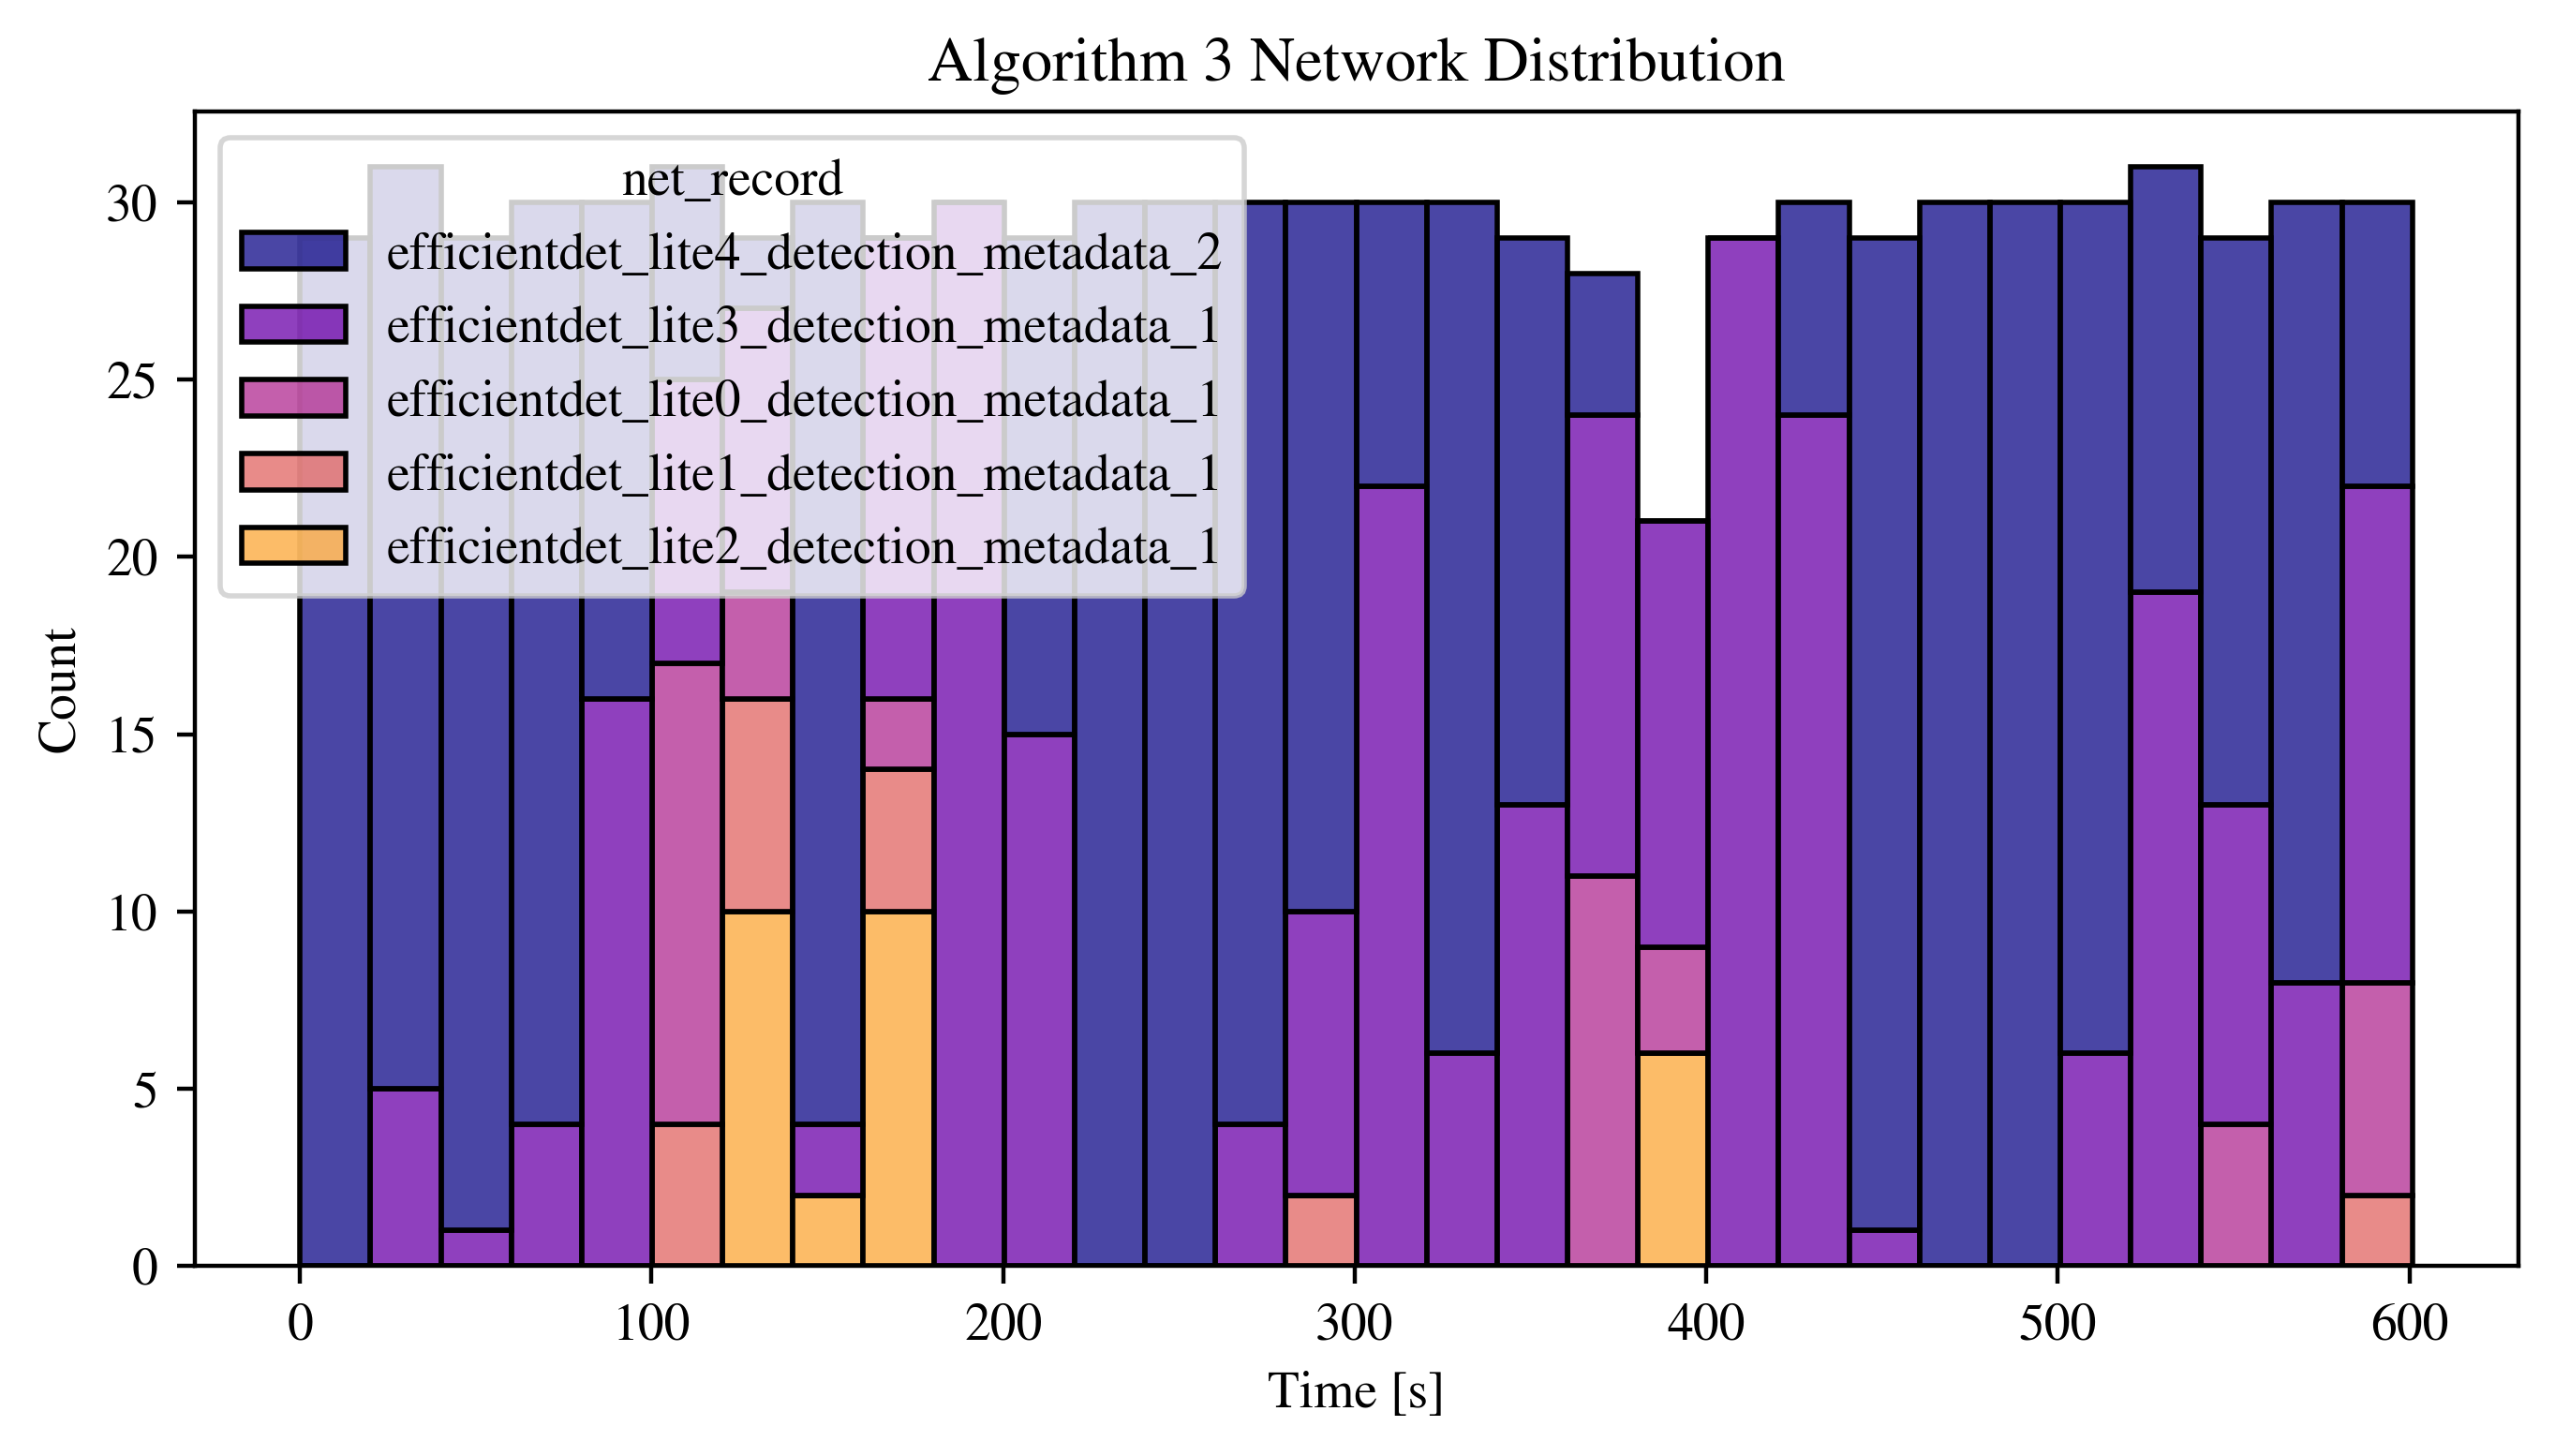 Algorithm 3 Network Distribution
net_record
efficientdet_lite4_detection_metadata_2
efficientdet_lite3_detection_metadata_1
efficientdet_lite0_detection_metadata_1
efficientdet_lite1_detection_metadata_1
efficientdet_lite2_detection_metadata_1
Count
30
25
20
15
10
5
0
0 100 200 300 400 500 600
Time [s]